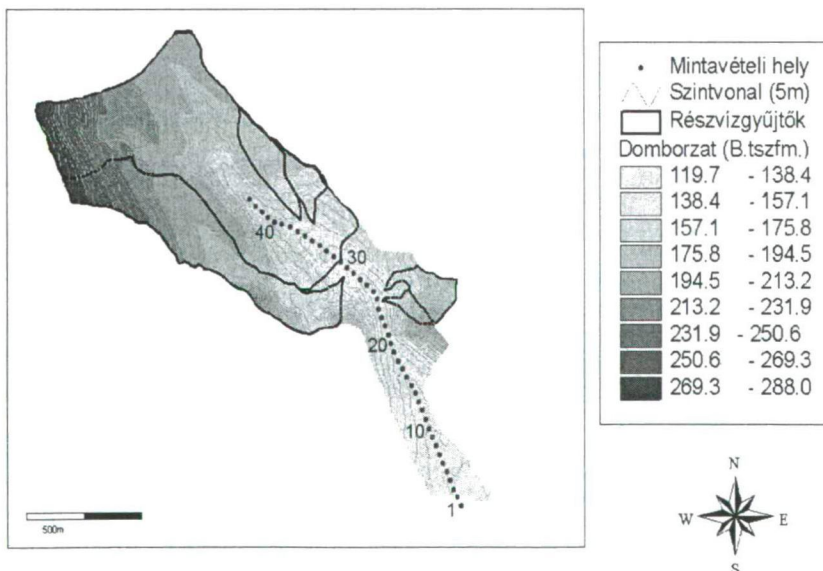 40
30
20
10
1
500m
Mintavételi hely
Szintvonal (5m)
Részvízgyűjtők
Domborzat (B.tszfm.)
119.7 - 138.4
138.4 - 157.1
157.1 - 175.8
175.8 - 194.5
194.5 - 213.2
213.2 - 231.9
231.9 - 250.6
250.6 - 269.3
269.3 - 288.0
N
W E
S